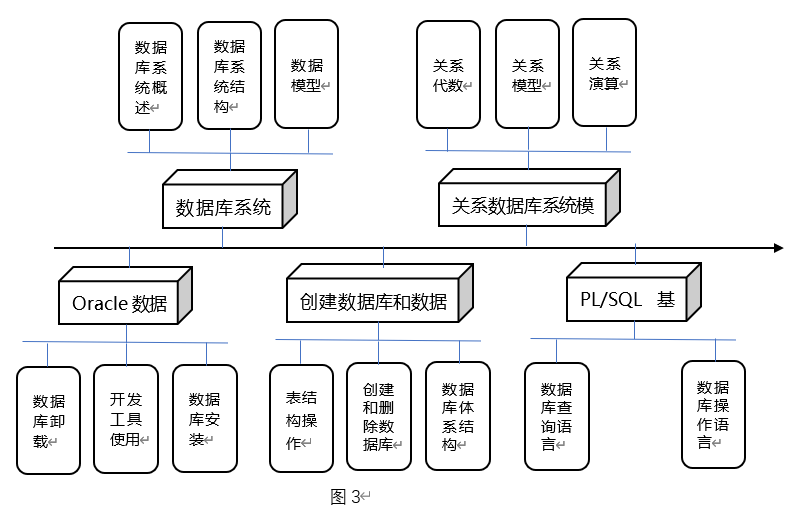 数据
库系
统概
述
数据
库系
统结
构
数据
模型
关系
代数
关系
模型
关系
演算
数据库系统
关系数据库系统模
Oracle 数据
创建数据库和数据
PL/SQL 基
数据
库卸
载
开发
工具
使用
数据
库安
装
表结
构操
作
创建
和删
除数
据库
数据
库体
系结
构
数据
库查
询语
言
数据
库操
作语
言
图 3